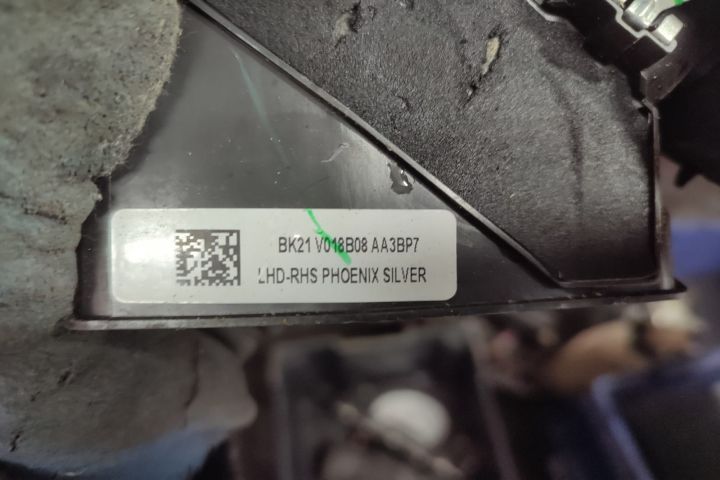 BK21 V018B08 AA3BP7
LHD-RHS PHOENIX SILVER